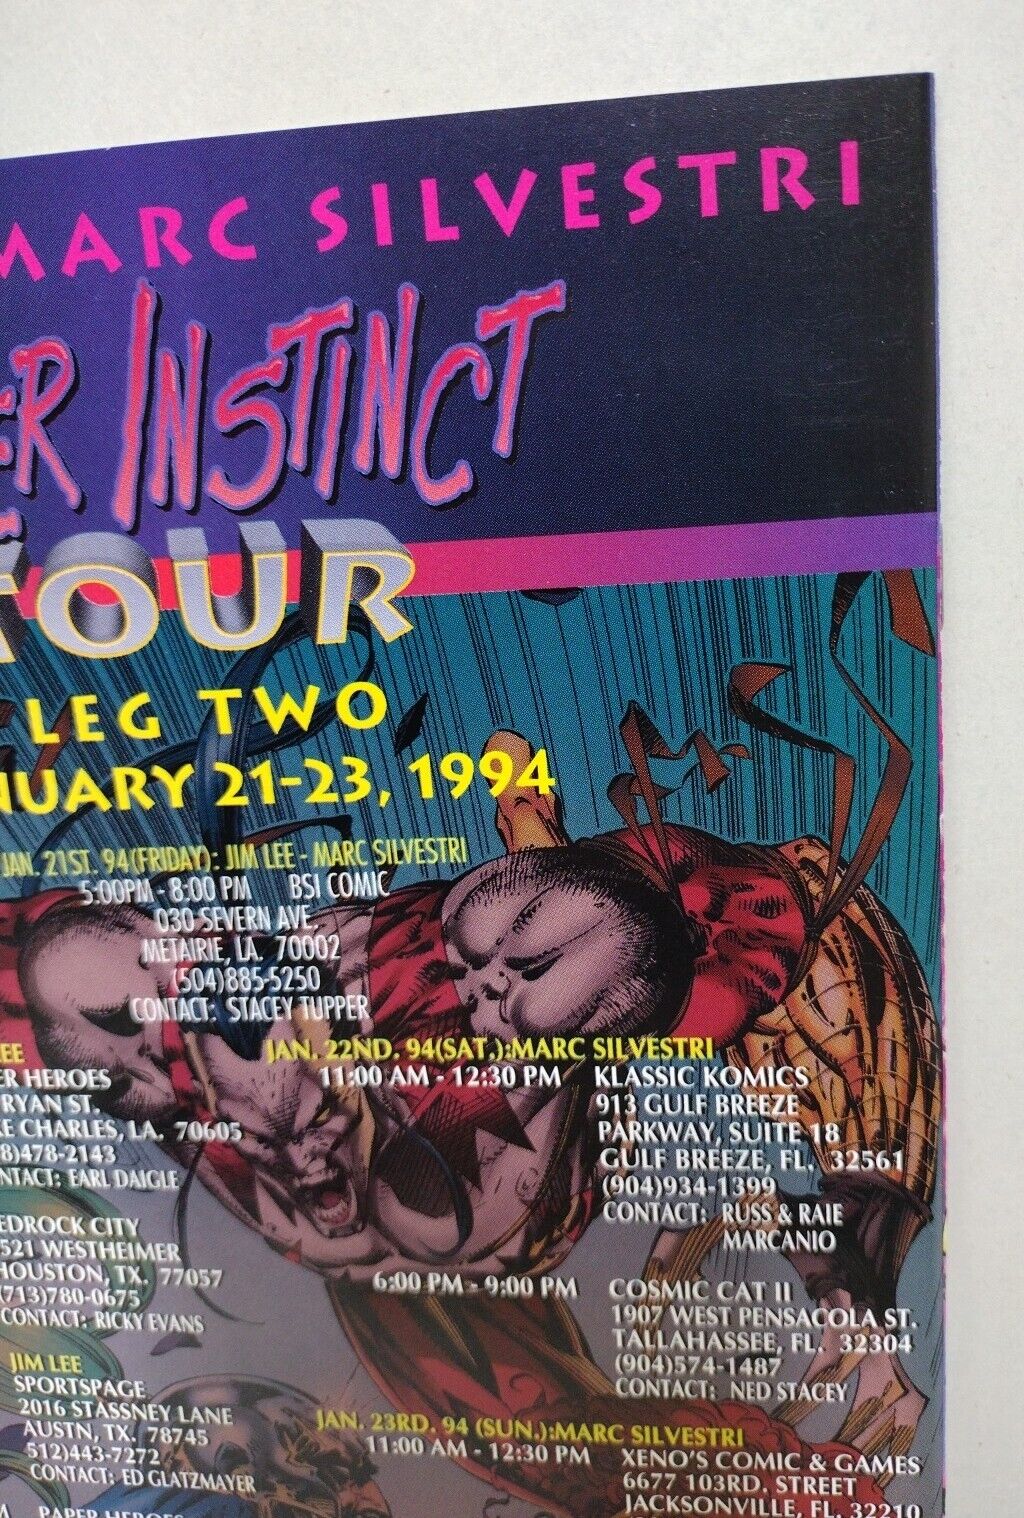 MARC SILVESTRI
ER INSTINCT
TOUR
LEG TWO
NUARY 21-23, 1994
JAN. 21ST. 94(FRIDAY): JIM LEE - MARC SILVESTRI
5:00PM - 8:00 PM BSI COMIC
030 SEVERN AVE.
METAIRIE, LA. 70002
(504)885-5250
CONTACT: STACEY TUPPER
EE
ER HEROES
RYAN ST.
KE CHARLES, LA. 70605
8)478-2143
NTACT: EARL DAIGLE
EDROCK CITY
521 WESTHEIMER
HOUSTON, TX. 77057
(713)780-0675
CONTACT: RICKY EVANS
JIM LEE
SPORTSPAGE
2016 STASSNEY LANE
AUSTN, TX. 78745
512)443-7272
CONTACT: ED GLATZMAYER
M PAPER HEROES
JAN. 22ND. 94(SAT.):MARC SILVESTRI
11:00 AM - 12:30 PM KLASSIC KOMICS
913 GULF BREEZE
PARKWAY, SUITE 18
GULF BREEZE, FL. 32561
(904)934-1399
CONTACT: RUSS & RAIE
MARCANIO
6:00 PM - 9:00 PM COSMIC CAT II
1907 WEST PENSACOLA ST.
TALLAHASSEE, FL. 32304
(904)574-1487
CONTACT: NED STACEY
JAN. 23RD. 94 (SUN.):MARC SILVESTRI
11:00 AM - 12:30 PM XENO'S COMIC & GAMES
6677 103RD. STREET
JACKSONVILLE, FL. 32210